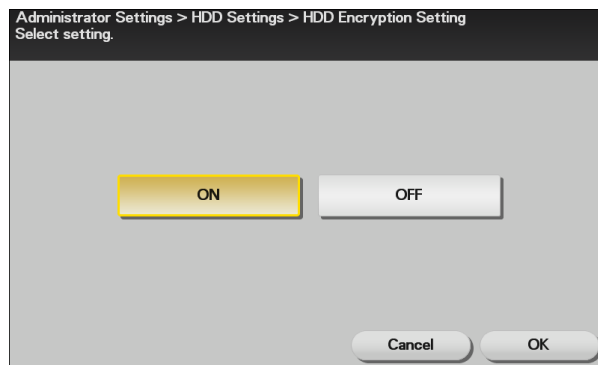 Administrator Settings > HDD Settings > HDD Encryption Setting
Select setting.
ON OFF
Cancel OK